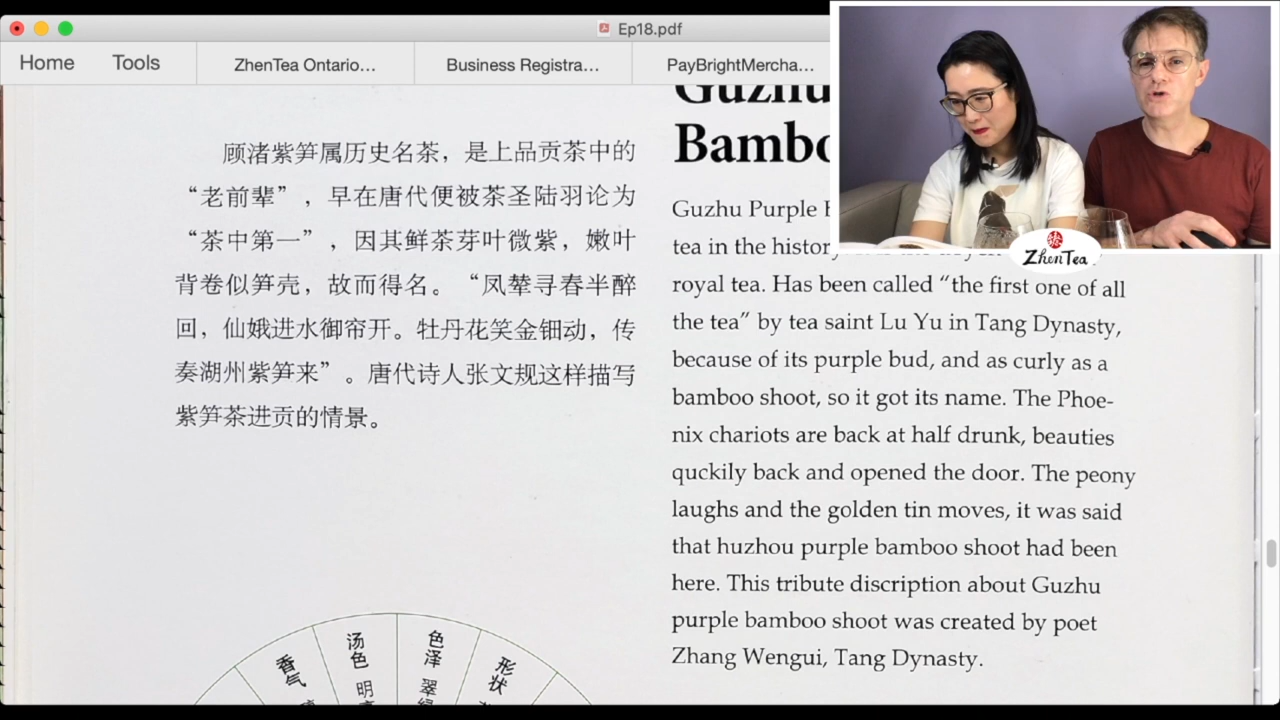 Ep18.pdf
Home
Tools
ZhenTea Ontario…
Business Registra…
PayBrightMercha…
顾渚紫笋属历史名茶，是上品贡茶中的
“老前辈”，早在唐代便被茶圣陆羽论为
“茶中第一”，因其鲜茶芽叶微紫，嫩叶
背卷似笋壳，故而得名。“凤辇寻春半醉
回，仙娥进水御帘开。牡丹花笑金钿动，传
奏湖州紫笋来”。唐代诗人张文规这样描写
紫笋茶进贡的情景。
香气
汤色
色泽
翠绿
形状
Guzhu
Bambo
Guzhu Purple
tea in the history
royal tea. Has been called “the first one of all
the tea” by tea saint Lu Yu in Tang Dynasty,
because of its purple bud, and as curly as a
bamboo shoot, so it got its name. The Phoe-
nix chariots are back at half drunk, beauties
quckily back and opened the door. The peony
laughs and the golden tin moves, it was said
that huzhou purple bamboo shoot had been
here. This tribute discription about Guzhu
purple bamboo shoot was created by poet
Zhang Wengui, Tang Dynasty.
ZhenTea